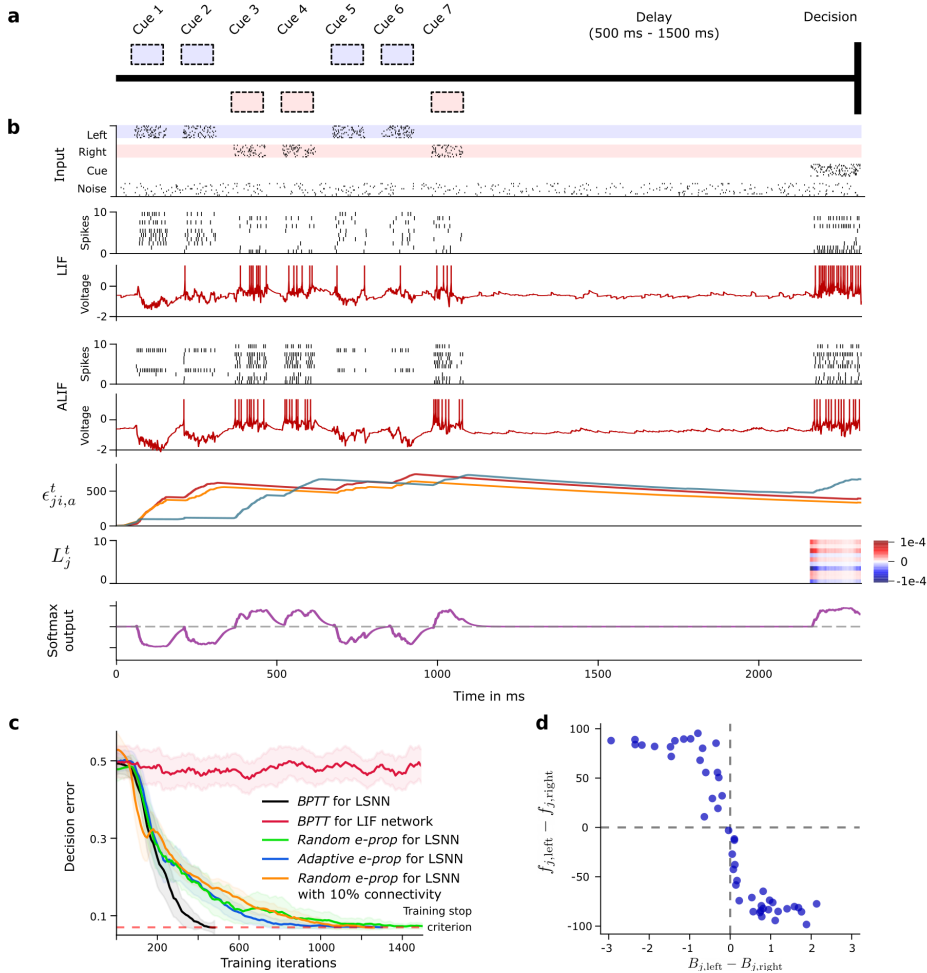 a
Cue 1
Cue 2
Cue 3
Cue 4
Cue 5
Cue 6
Cue 7
Delay
(500 ms - 1500 ms)
Decision
b
Input
Left
Right
Cue
Noise
LIF
Spikes
10
0
Voltage
0
−2
ALIF
Spikes
10
0
Voltage
0
−2
ϵ^t_{ji,a}
500
0
L^t_j
10
0
1e-4
0
-1e-4
Softmax
output
0
500
1000
1500
2000
Time in ms
c
Decision error
0.5
0.3
0.1
BPTT for LSNN
BPTT for LIF network
Random e-prop for LSNN
Adaptive e-prop for LSNN
Random e-prop for LSNN
with 10% connectivity
Training stop
criterion
200
600
1000
1400
Training iterations
d
f_{j,left} − f_{j,right}
100
50
0
-50
-100
−3
−2
−1
0
1
2
3
B_{j,left} − B_{j,right}